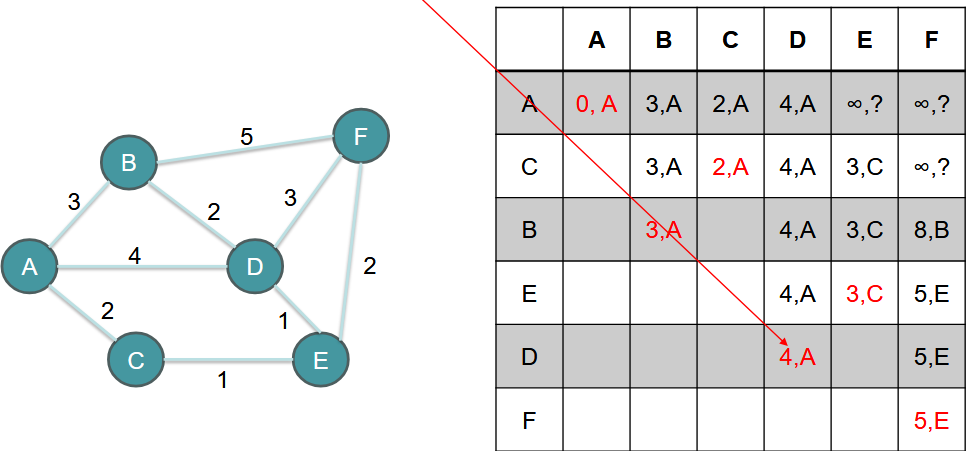 A B C D E F
A 0, A 3,A 2,A 4,A ∞,? ∞,?
C 3,A 2,A 4,A 3,C ∞,?
B 3,A 4,A 3,C 8,B
E 4,A 3,C 5,E
D 4,A 5,E
F 5,E
F
5
B
3
2
3
A
4
D
2
2
1
C
E
1